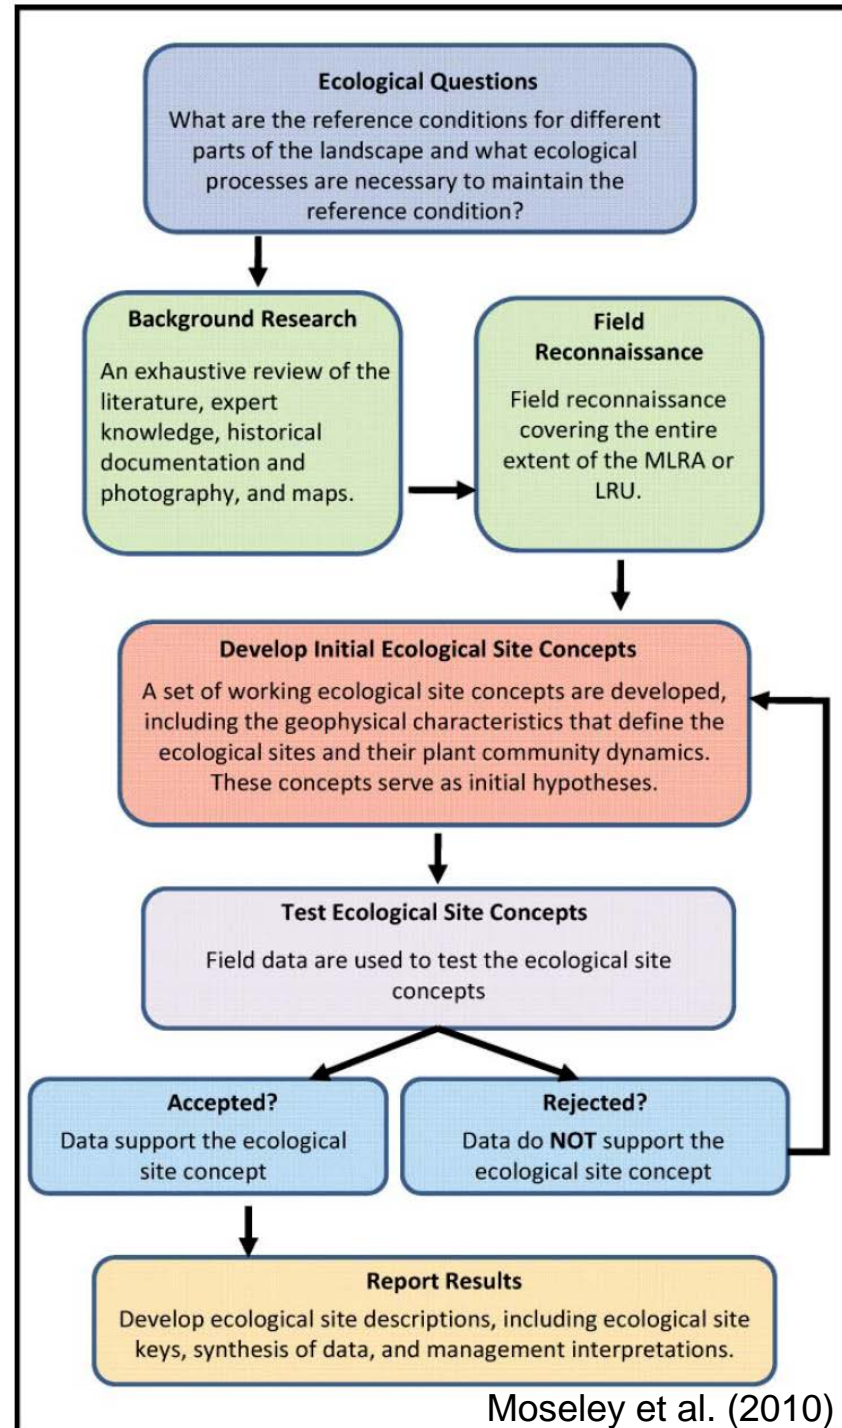 Ecological Questions
What are the reference conditions for different
parts of the landscape and what ecological
processes are necessary to maintain the
reference condition?
Background Research
An exhaustive review of the
literature, expert
knowledge, historical
documentation and
photography, and maps.
Field
Reconnaissance
Field reconnaissance
covering the entire
extent of the MLRA or
LRU.
Develop Initial Ecological Site Concepts
A set of working ecological site concepts are developed,
including the geophysical characteristics that define the
ecological sites and their plant community dynamics.
These concepts serve as initial hypotheses.
Test Ecological Site Concepts
Field data are used to test the ecological site
concepts
Accepted?
Data support the ecological
site concept
Rejected?
Data do NOT support the
ecological site concept
Report Results
Develop ecological site descriptions, including ecological site
keys, synthesis of data, and management interpretations.
Moseley et al. (2010)